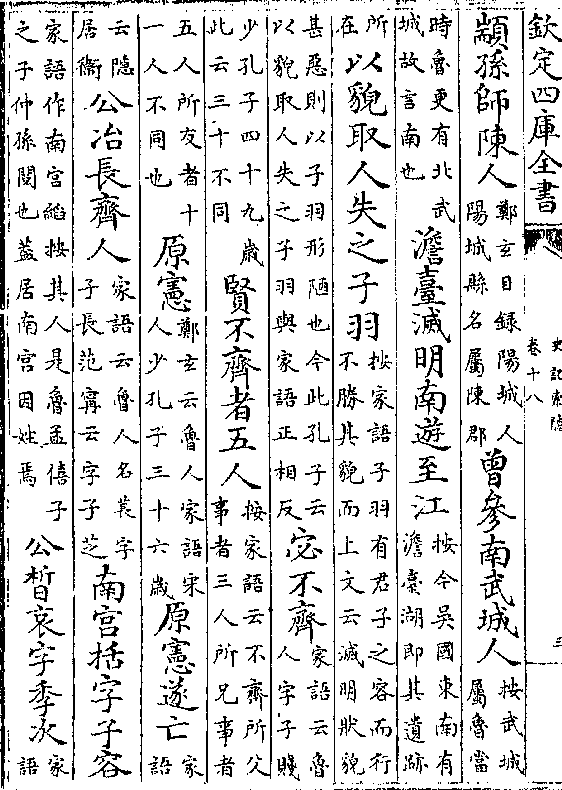 欽定四庫全書
史記索隱
卷十八
三
顓孫師陳人
鄭玄目錄陽城人
陽城縣名屬陳郡
曾參南武城人
按武城
屬魯當
時魯更有北武
城故言南也
澹臺滅明南遊至江
按今吳國東南有
澹臺湖即其遺跡
所
在
以貌取人失之子羽
按家語子羽有君子之容而行
不勝其貌而上文云滅明狀貌
甚惡則以子羽形陋也今此孔子云
以貌取人失之子羽與家語正相反
宓不齊
家語云魯
人字子賤
少孔子四十九歲
此云三十不同
賢不齊者五人
按家語云不齊所父
事者三人所兄事者
五人所友者十
一人不同也
原憲
鄭玄云魯人家語宋
人少孔子三十六歲
原憲遂亡
家
語
云隱
居衛
公冶長齊人
家語云魯人名萇字
子長范甯云字子芝
南宮括字子容
家語作南宮縚按其人是魯孟僖子
之子仲孫閱也蓋居南宮因姓焉
公晳哀字季次
家
語